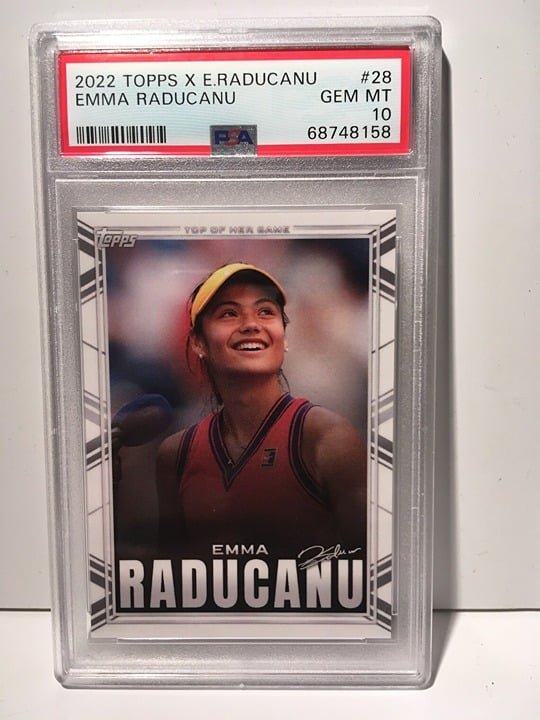 2022 TOPPS X E.RADUCANU #28
EMMA RADUCANU GEM MT
10
PSA 68748158
topps
TOP OF HER GAME
EMMA
RADUCANU